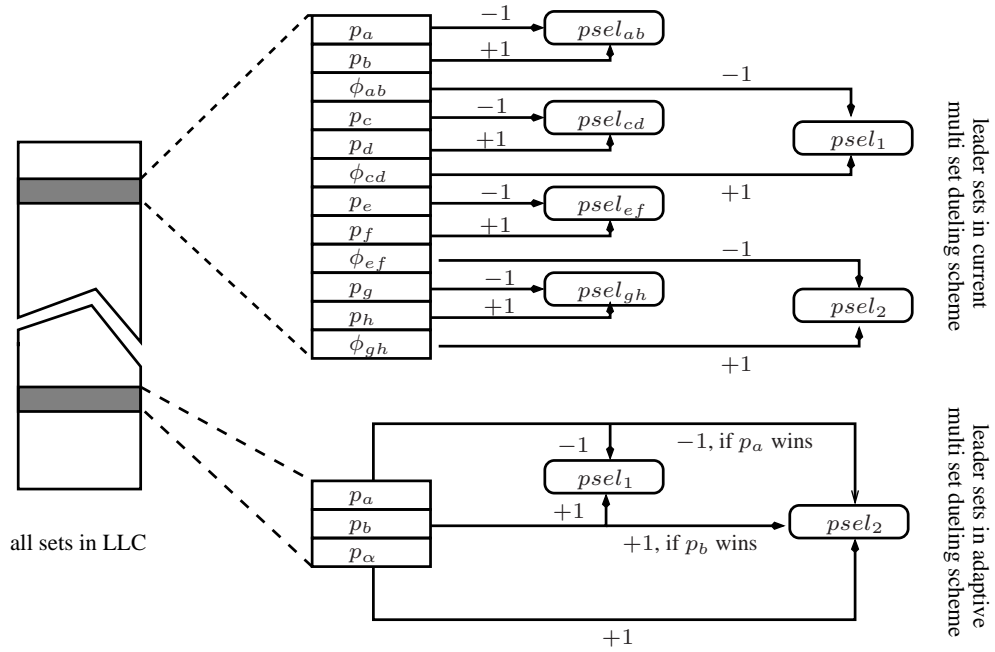 p_a
−1
psel_ab
p_b
+1
ϕ_ab
−1
p_c
−1
psel_cd
p_d
+1
psel_1
ϕ_cd
+1
p_e
−1
psel_ef
p_f
+1
ϕ_ef
−1
p_g
−1
psel_gh
p_h
+1
psel_2
ϕ_gh
+1
leader sets in current
multi set dueling scheme
−1
−1, if p_a wins
p_a
psel_1
p_b
+1
psel_2
+1, if p_b wins
p_α
+1
leader sets in adaptive
multi set dueling scheme
all sets in LLC